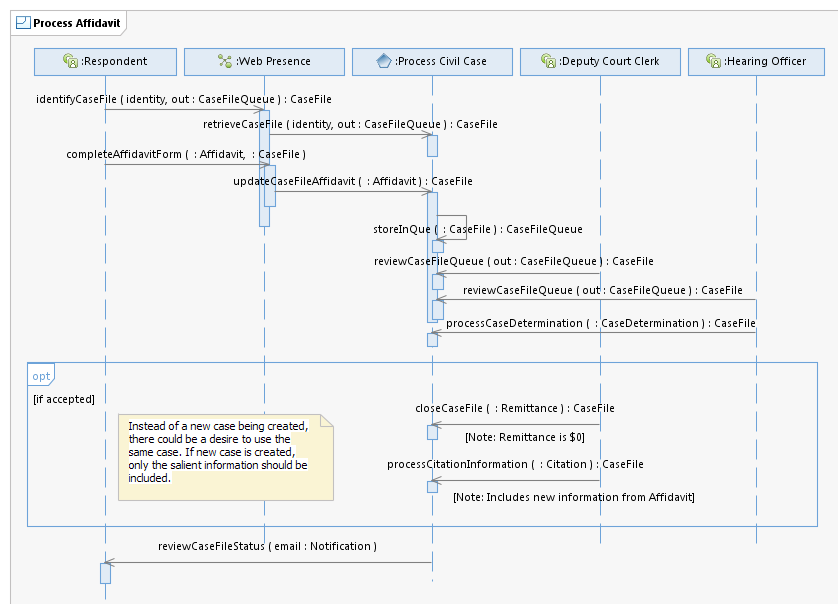 Process Affidavit
:Respondent
:Web Presence
:Process Civil Case
:Deputy Court Clerk
:Hearing Officer
identifyCaseFile ( identity, out : CaseFileQueue ) : CaseFile
retrieveCaseFile ( identity, out : CaseFileQueue ) : CaseFile
completeAffidavitForm (  : Affidavit,  : CaseFile )
updateCaseFileAffidavit (  : Affidavit ) : CaseFile
storeInQue (  : CaseFile ) : CaseFileQueue
reviewCaseFileQueue ( out : CaseFileQueue ) : CaseFile
reviewCaseFileQueue ( out : CaseFileQueue ) : CaseFile
processCaseDetermination (  : CaseDetermination ) : CaseFile
opt
[if accepted]
closeCaseFile (  : Remittance ) : CaseFile
Instead of a new case being created,
there could be a desire to use the
same case. If new case is created,
only the salient information should be
included.
[Note: Remittance is $0]
processCitationInformation (  : Citation ) : CaseFile
[Note: Includes new information from Affidavit]
reviewCaseFileStatus ( email : Notification )